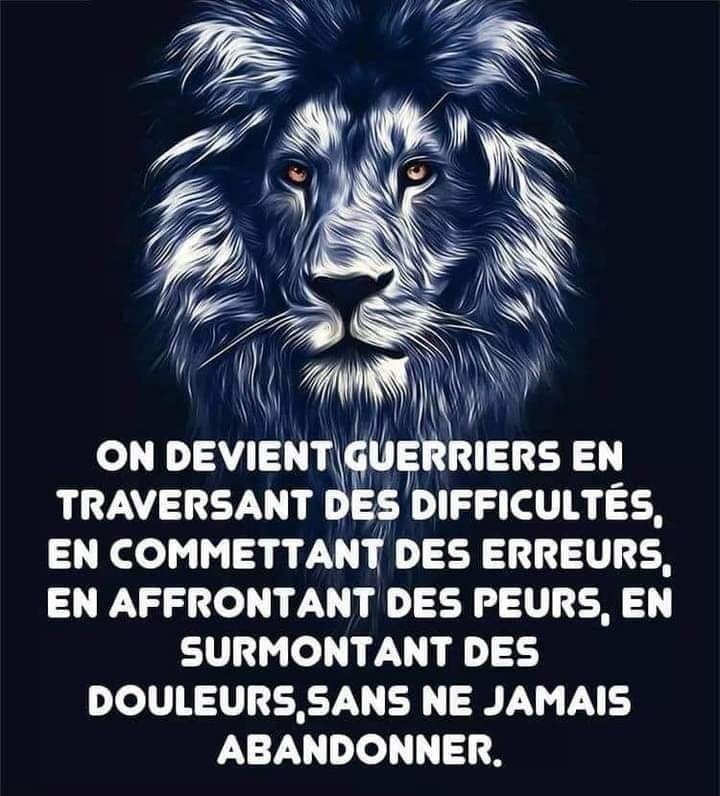 ON DEVIENT GUERRIERS EN
TRAVERSANT DES DIFFICULTÉS,
EN COMMETTANT DES ERREURS,
EN AFFRONTANT DES PEURS, EN
SURMONTANT DES
DOULEURS,SANS NE JAMAIS
ABANDONNER.